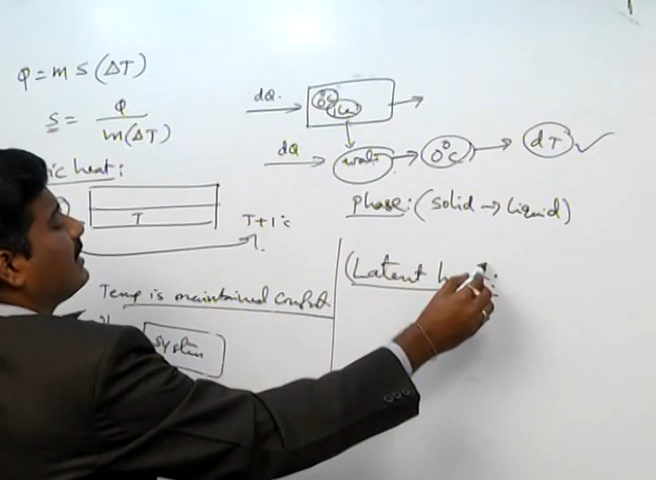 Q = m s (ΔT)
s = Q / m(ΔT)
ic heat:
T
T+1°c
Temp is maintained
System
dQ.
0°c
Ice
dQ
water
0°c
dT
phase: (solid → liquid)
(Latent h t: